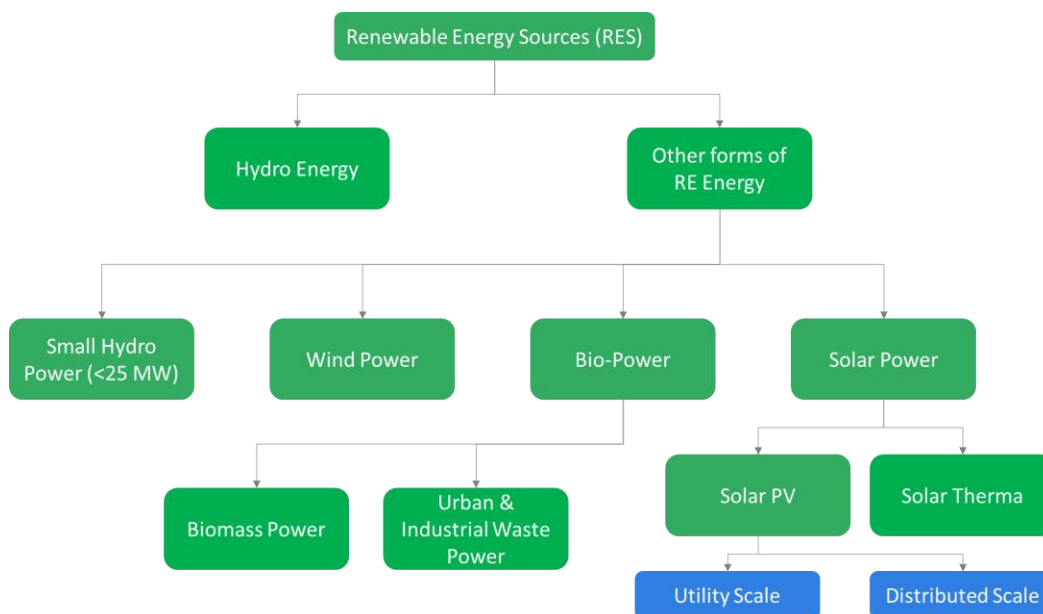 Renewable Energy Sources (RES)
Hydro Energy
Other forms of
RE Energy
Small Hydro
Power (<25 MW)
Wind Power
Bio-Power
Solar Power
Biomass Power
Urban &
Industrial Waste
Power
Solar PV
Solar Therma
Utility Scale
Distributed Scale